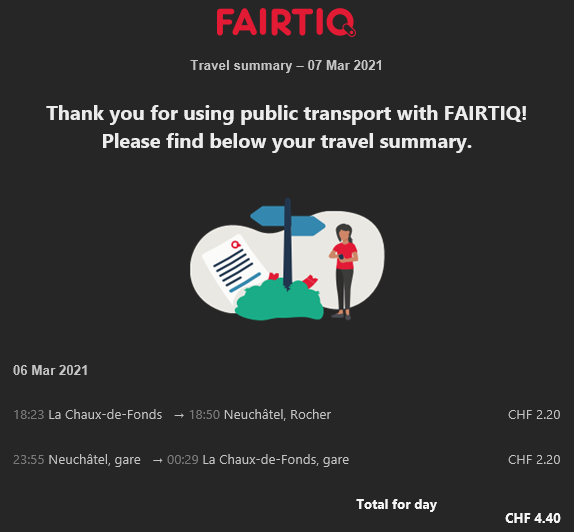 FAIRTIQ
Travel summary – 07 Mar 2021
Thank you for using public transport with FAIRTIQ!
Please find below your travel summary.
06 Mar 2021
18:23 La Chaux-de-Fonds → 18:50 Neuchâtel, Rocher CHF 2.20
23:55 Neuchâtel, gare → 00:29 La Chaux-de-Fonds, gare CHF 2.20
Total for day
CHF 4.40